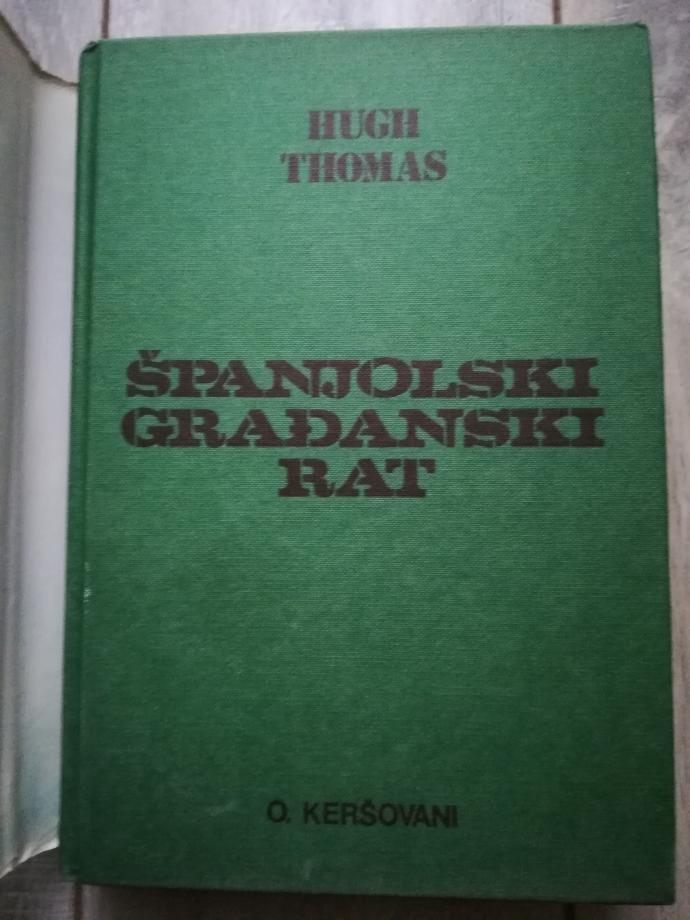 HUGH
THOMAS
ŠPANJOLSKI
GRAĐANSKI
RAT
O. KERŠOVANI